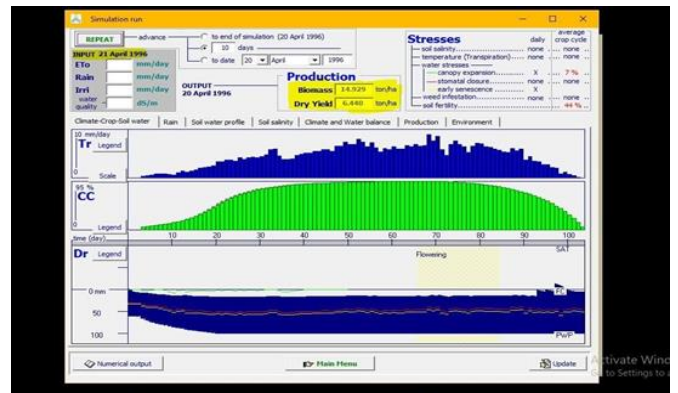 Simulation run
REPEAT
advance
to end of simulation (20 April 1996)
10 days
to date 20 April 1996
INPUT 21 April 1996
ETo mm/day
Rain mm/day
Irri mm/day
water quality dS/m
OUTPUT
20 April 1996
Production
Biomass 14.929 ton/ha
Dry Yield 6.440 ton/ha
Stresses daily average crop cycle
soil salinity none ... none ..
temperature (Transpiration) none ... none ..
water stresses
canopy expansion X ... 7 % ..
stomatal closure none ... none ..
early senescence X
weed infestation none ... none ..
soil fertility 44 % ..
Climate-Crop-Soil water | Rain | Soil water profile | Soil salinity | Climate and Water balance | Production | Environment
10 mm/day
Tr Legend
0 Scale
95 %
CC
0 Legend
time (day) 10 20 30 40 50 60 70 80 90 100
Dr Legend
Flowering
SAT
0 mm
FC
50
100
PWP
Numerical output
Main Menu
Update
Activate Wind
Go to Settings to a